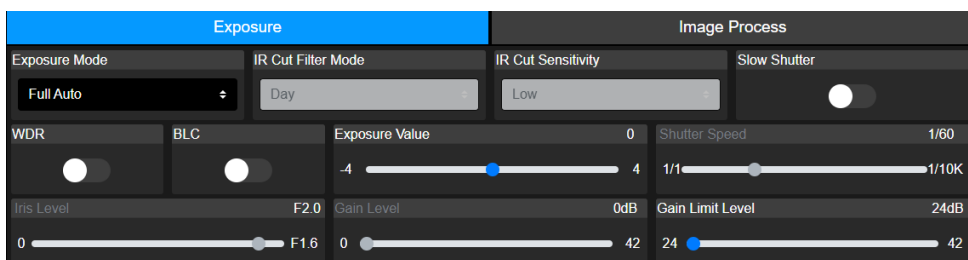 Exposure Image Process
Exposure Mode IR Cut Filter Mode IR Cut Sensitivity Slow Shutter
Full Auto Day Low
WDR BLC Exposure Value 0 Shutter Speed 1/60
-4 4 1/1 1/10K
Iris Level F2.0 Gain Level 0dB Gain Limit Level 24dB
0 F1.6 0 42 24 42